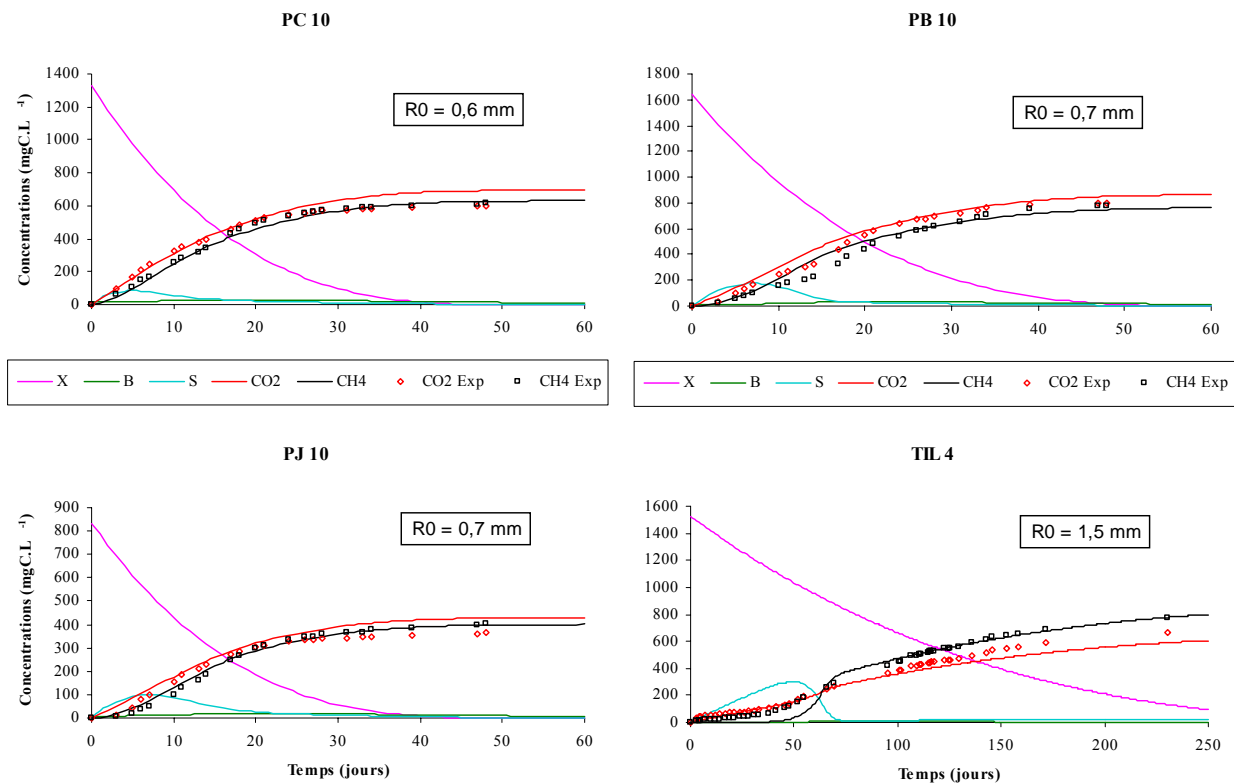 PC 10
PB 10
Concentrations (mgC.L⁻¹)
1400
1200
1000
800
600
400
200
0
R0 = 0,6 mm
0 10 20 30 40 50 60
1800
1600
1400
1200
1000
800
600
400
200
0
R0 = 0,7 mm
0 10 20 30 40 50 60
X B S CO2 CH4 CO2 Exp CH4 Exp
X B S CO2 CH4 CO2 Exp CH4 Exp
PJ 10
TIL 4
Concentrations (mgC.L⁻¹)
900
800
700
600
500
400
300
200
100
0
R0 = 0,7 mm
0 10 20 30 40 50 60
Temps (jours)
1600
1400
1200
1000
800
600
400
200
0
R0 = 1,5 mm
0 50 100 150 200 250
Temps (jours)